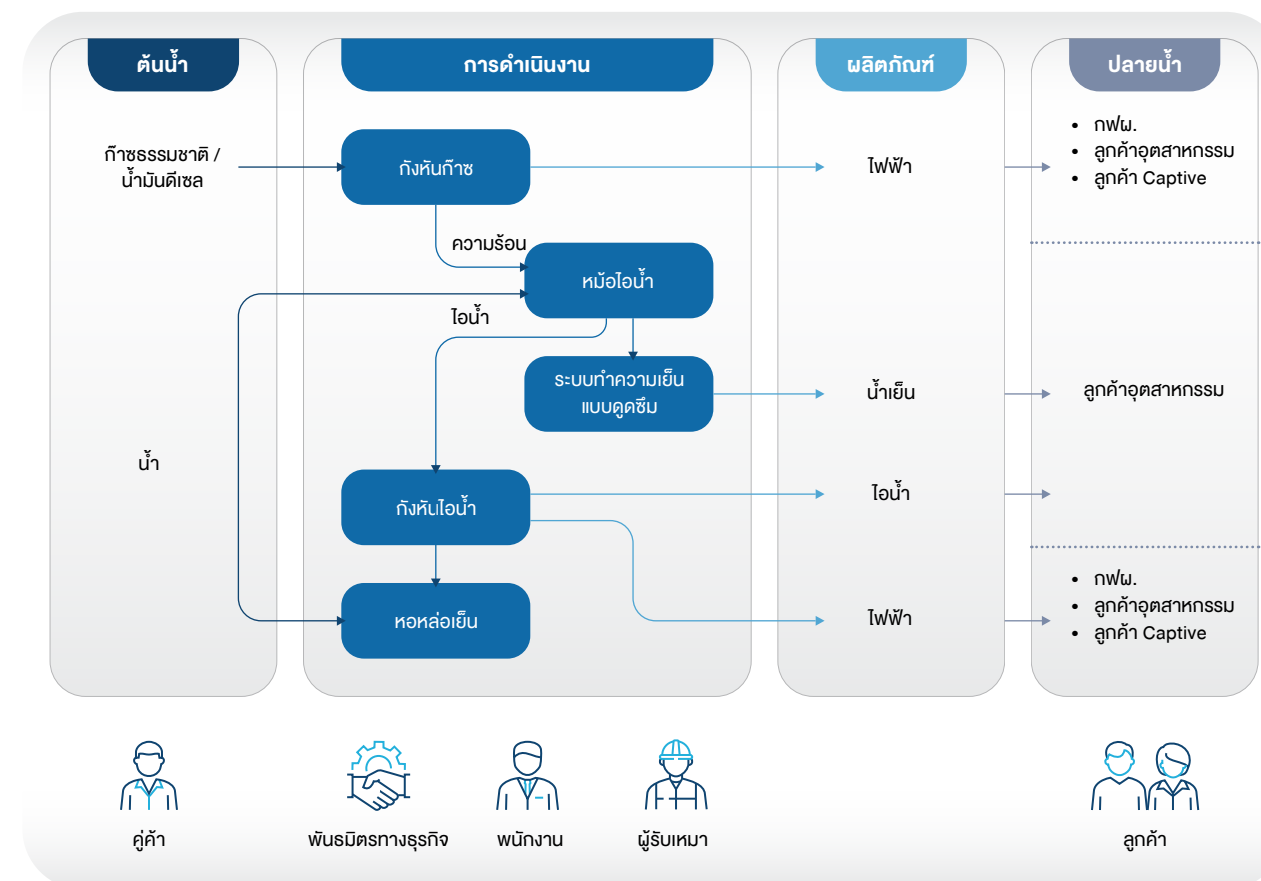 ต้นน้ำ
การดำเนินงาน
ผลิตภัณฑ์
ปลายน้ำ
ก๊าซธรรมชาติ /
น้ำมันดีเซล
กังหันก๊าซ
ไฟฟ้า
• กฟผ.
• ลูกค้าอุตสาหกรรม
• ลูกค้า Captive
ความร้อน
หม้อไอน้ำ
ไอน้ำ
ระบบทำความเย็น
แบบดูดซึม
น้ำเย็น
ลูกค้าอุตสาหกรรม
น้ำ
กังหันไอน้ำ
ไอน้ำ
หอหล่อเย็น
ไฟฟ้า
• กฟผ.
• ลูกค้าอุตสาหกรรม
• ลูกค้า Captive
คู่ค้า
พันธมิตรทางธุรกิจ
พนักงาน
ผู้รับเหมา
ลูกค้า